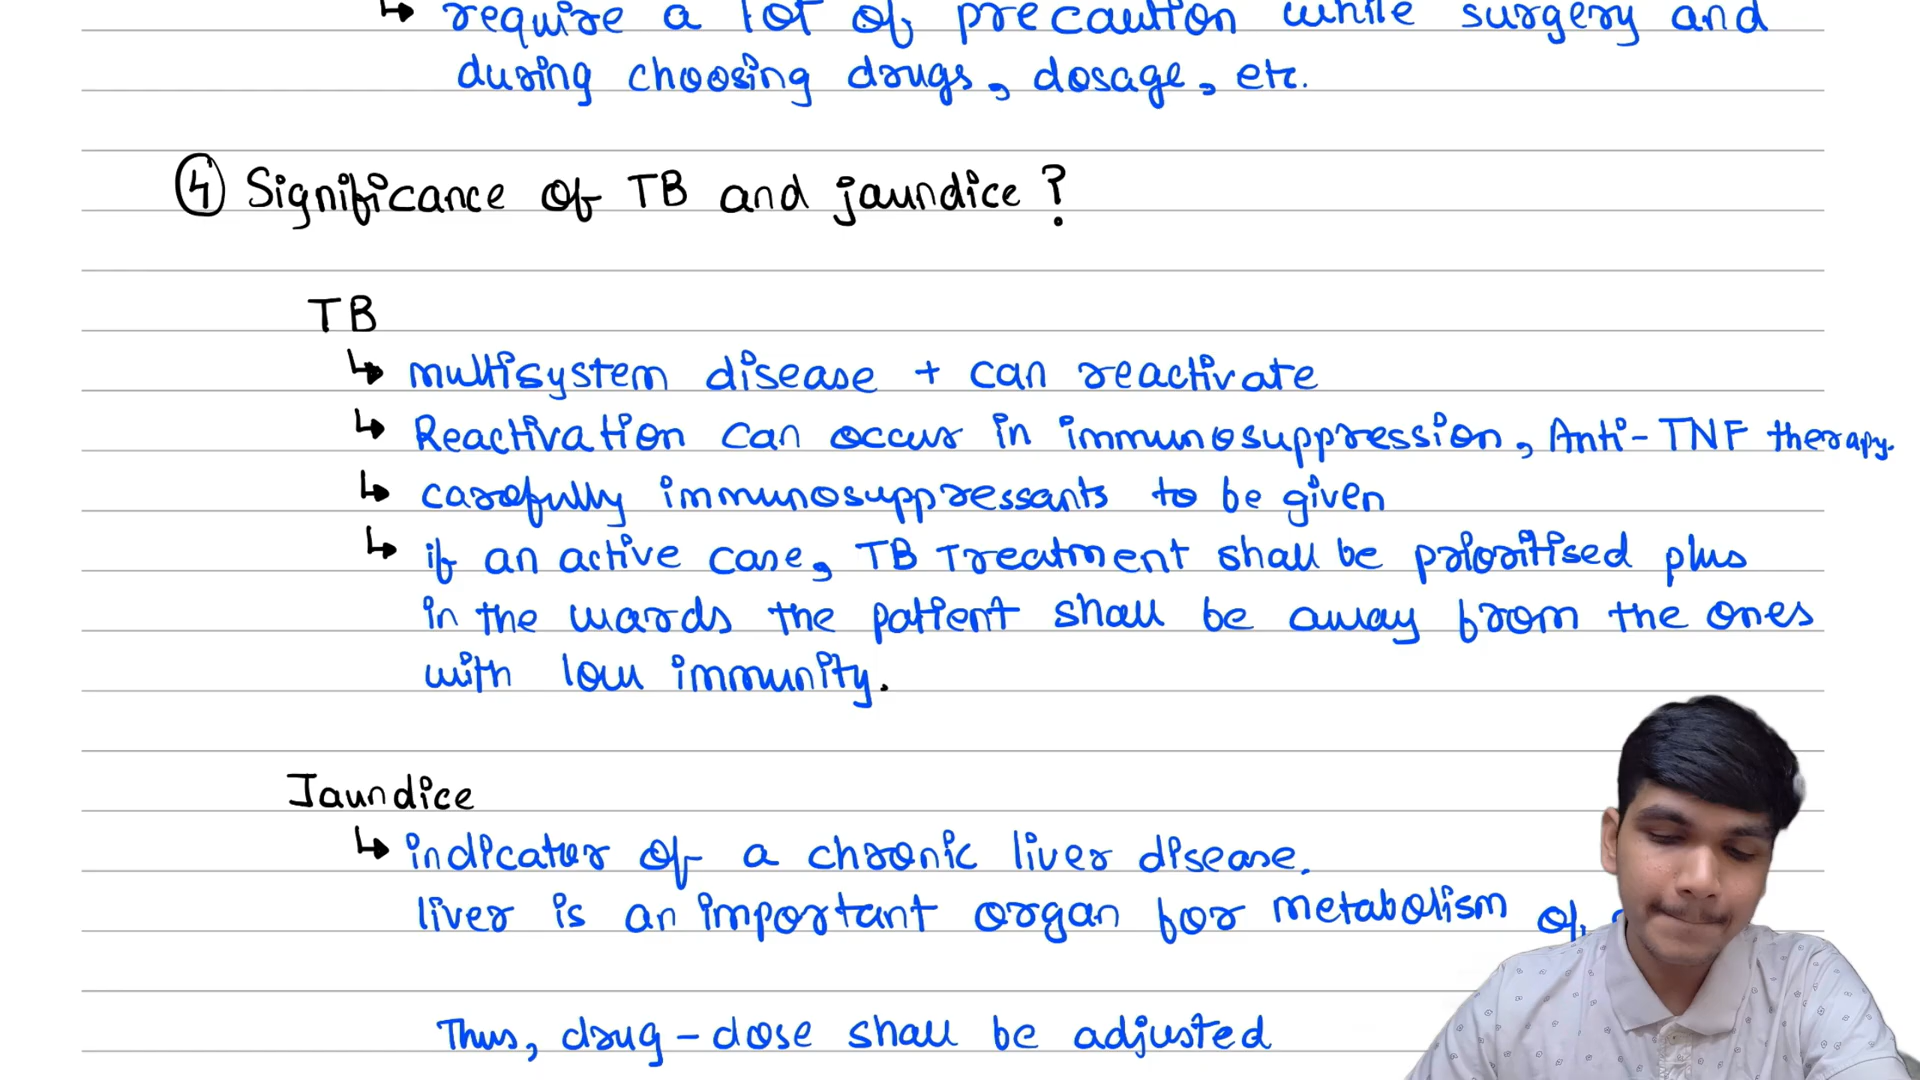 ↳ require a lot of precaution while surgery and
during choosing drugs, dosage, etc.
④ Significance of TB and jaundice?
TB
↳ multisystem disease + can reactivate
↳ Reactivation can occur in immunosuppression, Anti-TNF therapy.
↳ carefully immunosuppressants to be given
↳ if an active case, TB Treatment shall be prioritised plus
in the wards the patient shall be away from the ones
with low immunity.
Jaundice
↳ indicator of a chronic liver disease.
liver is an important organ for metabolism of
Thus, drug-dose shall be adjusted